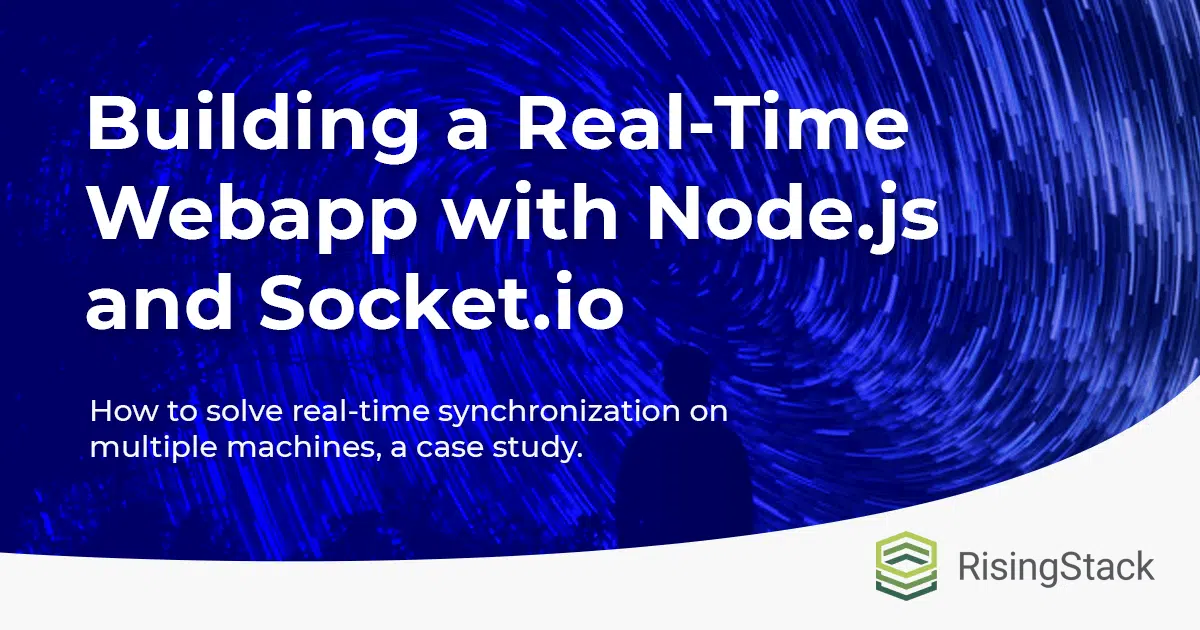 Building a Real-Time
Webapp with Node.js
and Socket.io
How to solve real-time synchronization on
multiple machines, a case study.
RisingStack